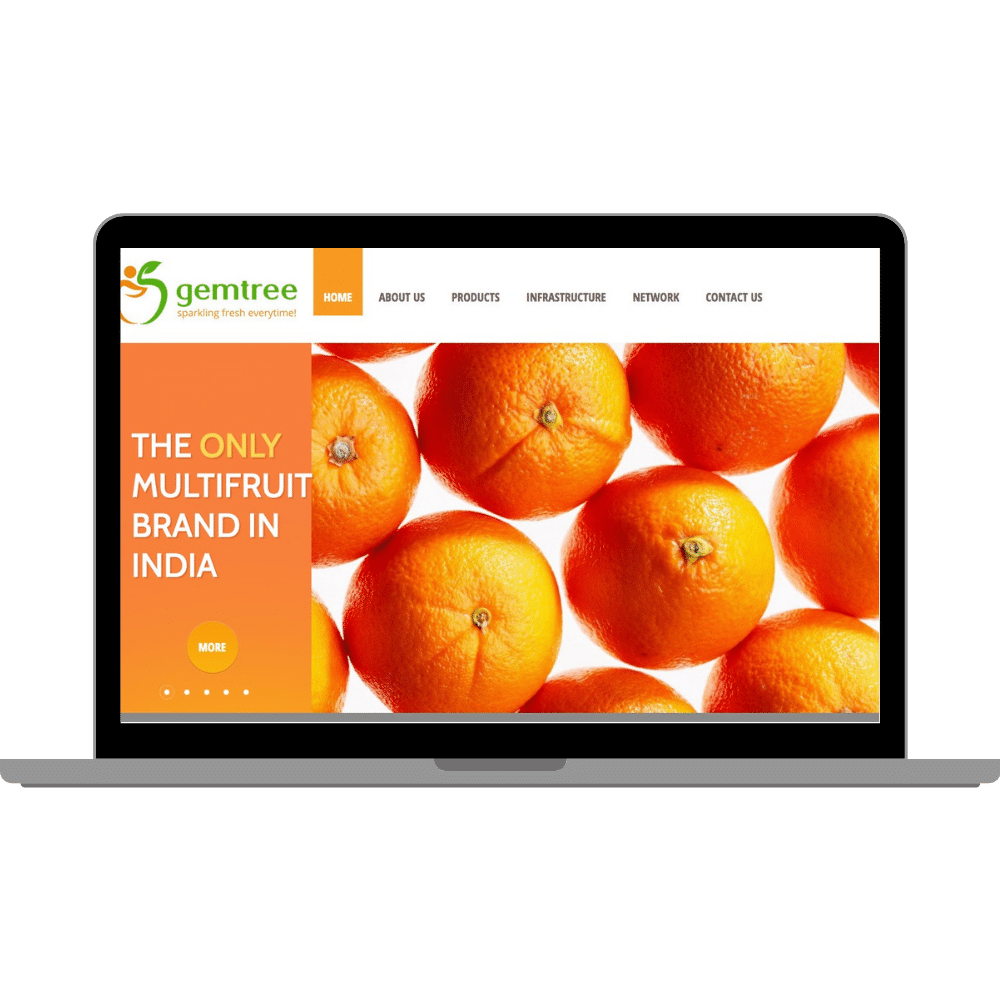 gemtree
sparkling fresh everytime!
HOME ABOUT US PRODUCTS INFRASTRUCTURE NETWORK CONTACT US
THE ONLY
MULTIFRUIT
BRAND IN
INDIA
MORE